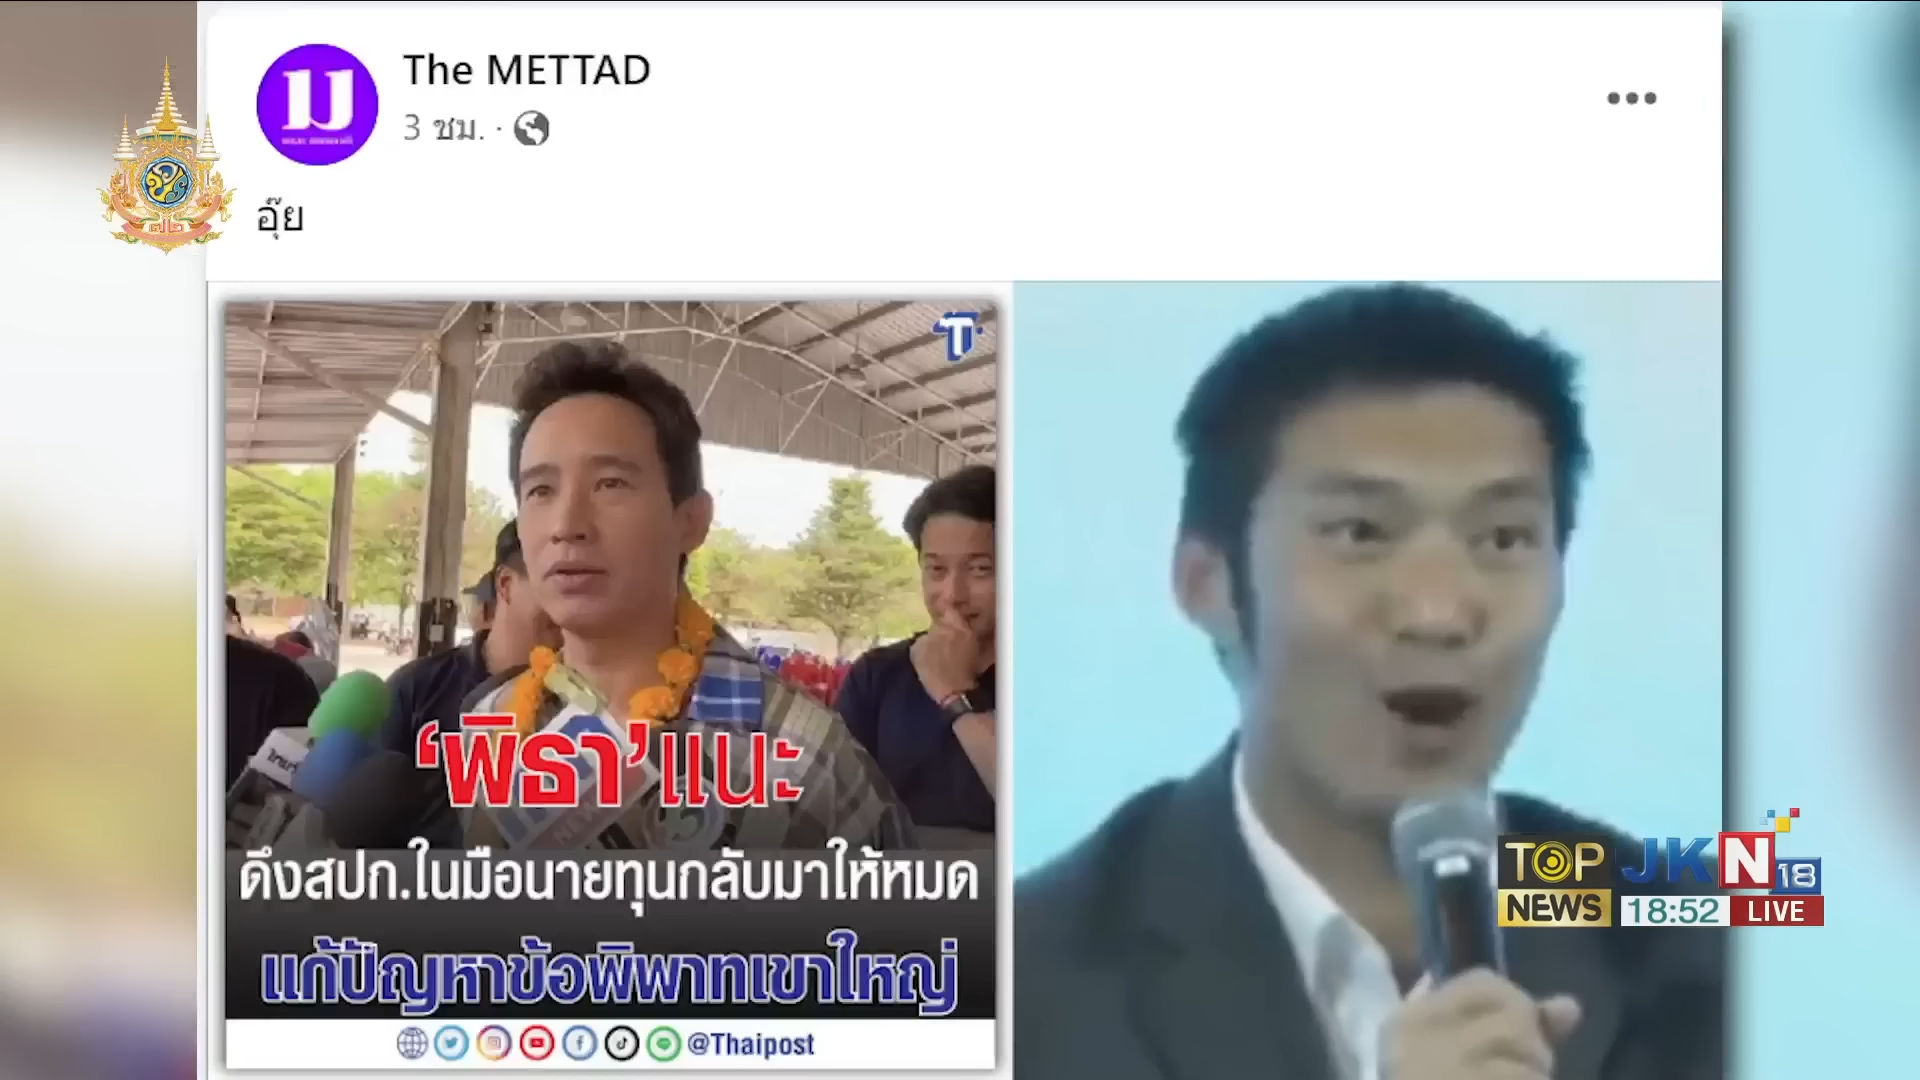 The METTAD
3 ชม.
อุ๊ย
'พิธา' แนะ
ดึงสปก.ในมือนายทุนกลับมาให้หมด
แก้ปัญหาข้อพิพาทเขาใหญ่
@Thaipost
TOP NEWS
JKN 18
18:52 LIVE